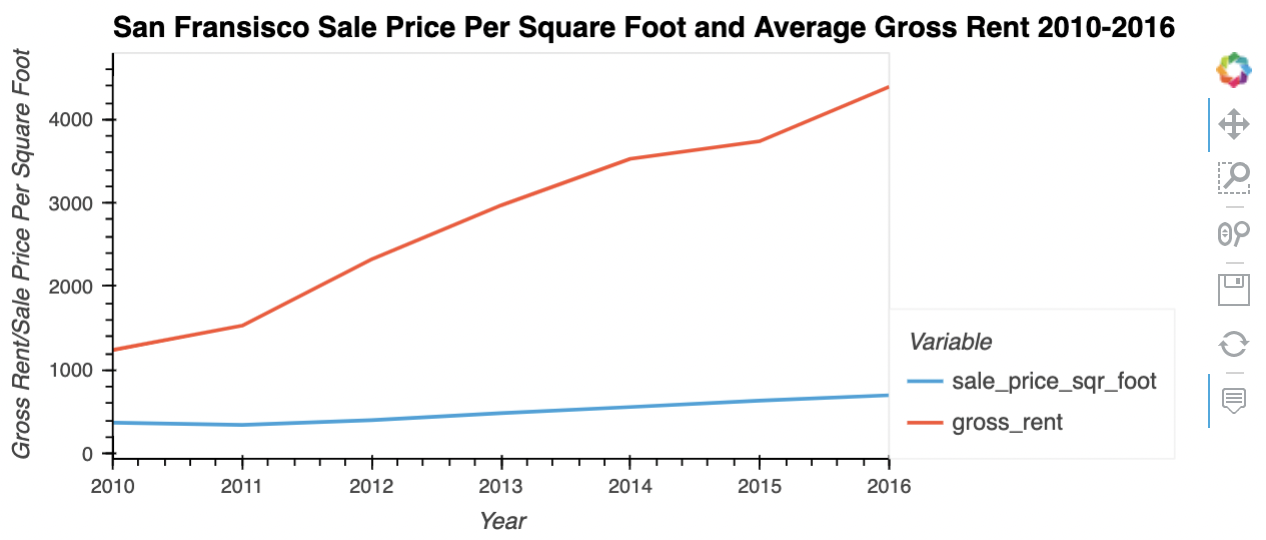 San Fransisco Sale Price Per Square Foot and Average Gross Rent 2010-2016
Gross Rent/Sale Price Per Square Foot
4000
3000
2000
1000
0
2010 2011 2012 2013 2014 2015 2016
Year
Variable
sale_price_sqr_foot
gross_rent